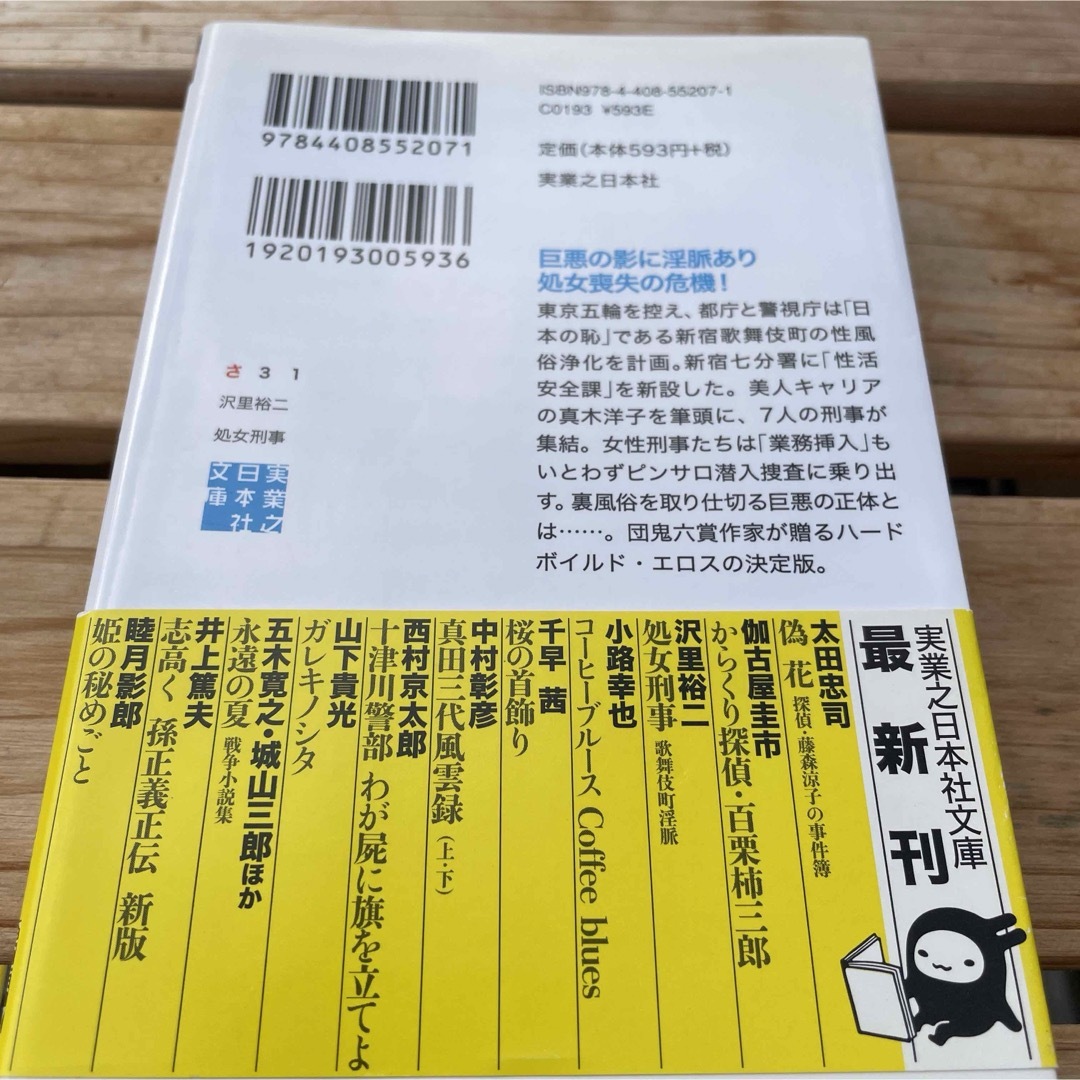 9784408552071
1920193005936
ISBN978-4-408-55207-1
C0193 ¥593E
定価(本体593円+税)
実業之日本社
巨悪の影に淫脈あり
処女喪失の危機!
東京五輪を控え、都庁と警視庁は「日
本の恥」である新宿歌舞伎町の性風
俗浄化を計画。新宿七分署に「性活
安全課」を新設した。美人キャリア
の真木洋子を筆頭に、7人の刑事が
集結。女性刑事たちは「業務挿入」も
いとわずピンサロ潜入捜査に乗り出
す。裏風俗を取り仕切る巨悪の正体と
は……。団鬼六賞作家が贈るハード
ボイルド・エロスの決定版。
さ 3 1
沢里裕二
処女刑事
実業之
日本社
文庫
実業之日本社文庫
最新刊
太田忠司
偽花 探偵・藤森涼子の事件簿
伽古屋圭市
からくり探偵・百栗柿三郎
沢里裕二
処女刑事 歌舞伎町淫脈
小路幸也
コーヒーブルース Coffee blues
千早茜
桜の首飾り
中村彰彦
真田三代風雲録(上・下)
西村京太郎
十津川警部 わが屍に旗を立てよ
山下貴光
ガレキノシタ
五木寛之・城山三郎ほか
永遠の夏 戦争小説集
井上篤夫
志高く 孫正義正伝 新版
睦月影郎
姫の秘めごと